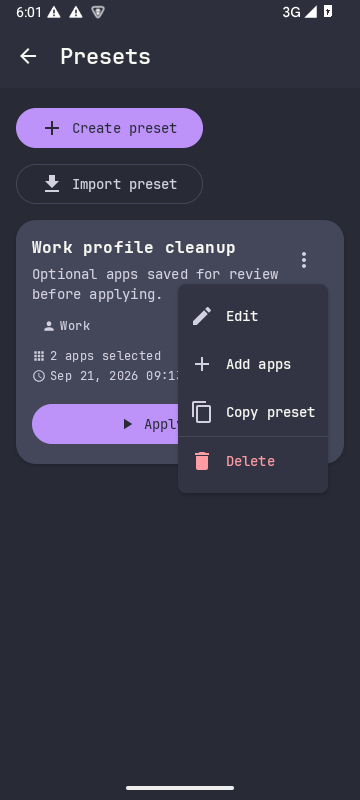 6:01
3G
Presets
Create preset
Import preset
Work profile cleanup
Optional apps saved for review
before applying.
Work
2 apps selected
Sep 21, 2026 09:1
Apply
Edit
Add apps
Copy preset
Delete